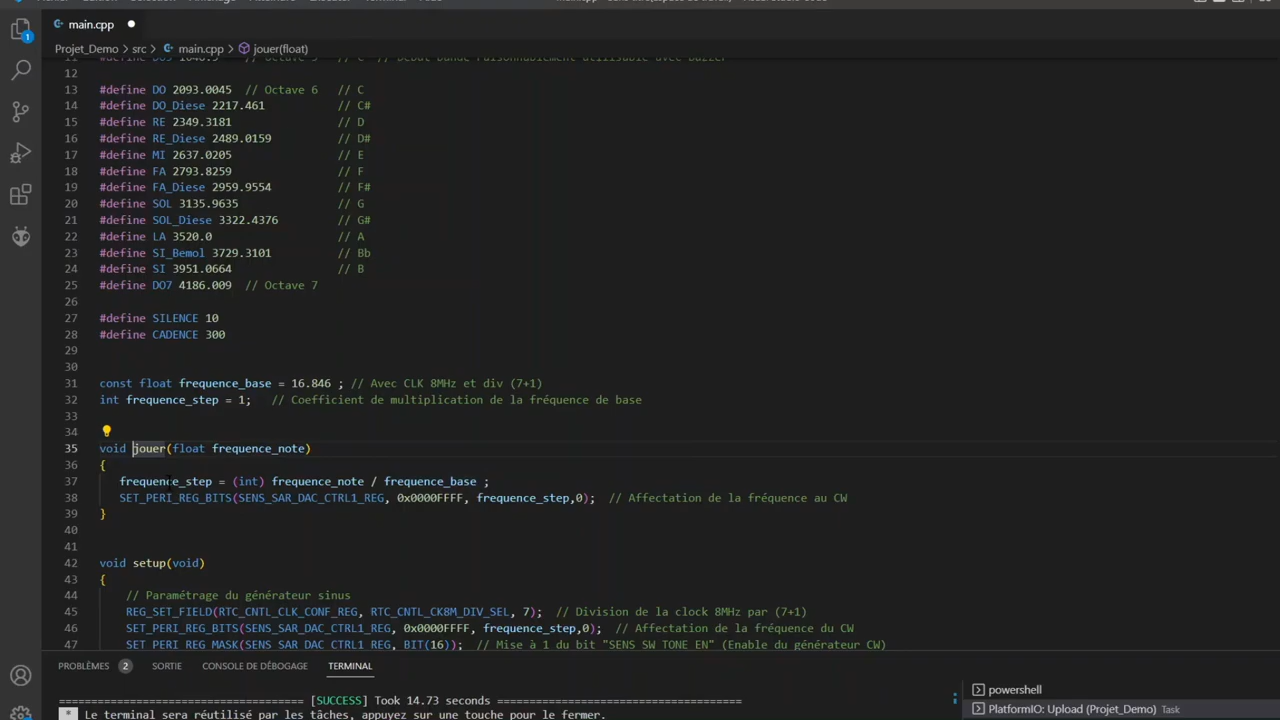 main.cpp
Projet_Demo > src > main.cpp > jouer(float)
12
13 #define DO 2093.0045 // Octave 6 // C
14 #define DO_Diese 2217.461 // C#
15 #define RE 2349.3181 // D
16 #define RE_Diese 2489.0159 // D#
17 #define MI 2637.0205 // E
18 #define FA 2793.8259 // F
19 #define FA_Diese 2959.9554 // F#
20 #define SOL 3135.9635 // G
21 #define SOL_Diese 3322.4376 // G#
22 #define LA 3520.0 // A
23 #define SI_Bemol 3729.3101 // Bb
24 #define SI 3951.0664 // B
25 #define DO7 4186.009 // Octave 7
26
27 #define SILENCE 10
28 #define CADENCE 300
29
30
31 const float frequence_base = 16.846 ; // Avec CLK 8MHz et div (7+1)
32 int frequence_step = 1; // Coefficient de multiplication de la fréquence de base
33
34
35 void jouer(float frequence_note)
36 {
37 frequence_step = (int) frequence_note / frequence_base ;
38 SET_PERI_REG_BITS(SENS_SAR_DAC_CTRL1_REG, 0x0000FFFF, frequence_step,0); // Affectation de la fréquence au CW
39 }
40
41
42 void setup(void)
43 {
44 // Paramétrage du générateur sinus
45 REG_SET_FIELD(RTC_CNTL_CLK_CONF_REG, RTC_CNTL_CK8M_DIV_SEL, 7); // Division de la clock 8MHz par (7+1)
46 SET_PERI_REG_BITS(SENS_SAR_DAC_CTRL1_REG, 0x0000FFFF, frequence_step,0); // Affectation de la fréquence du CW
47 SET_PERI_REG_MASK(SENS_SAR_DAC_CTRL1_REG, BIT(16)); // Mise à 1 du bit "SENS_SW_TONE_EN" (Enable du générateur CW)
PROBLÈMES 2 SORTIE CONSOLE DE DÉBOGAGE TERMINAL
[SUCCESS] Took 14.73 seconds
* Le terminal sera réutilisé par les tâches, appuyez sur une touche pour le fermer.
powershell
PlatformIO: Upload (Projet_Demo) Task
1